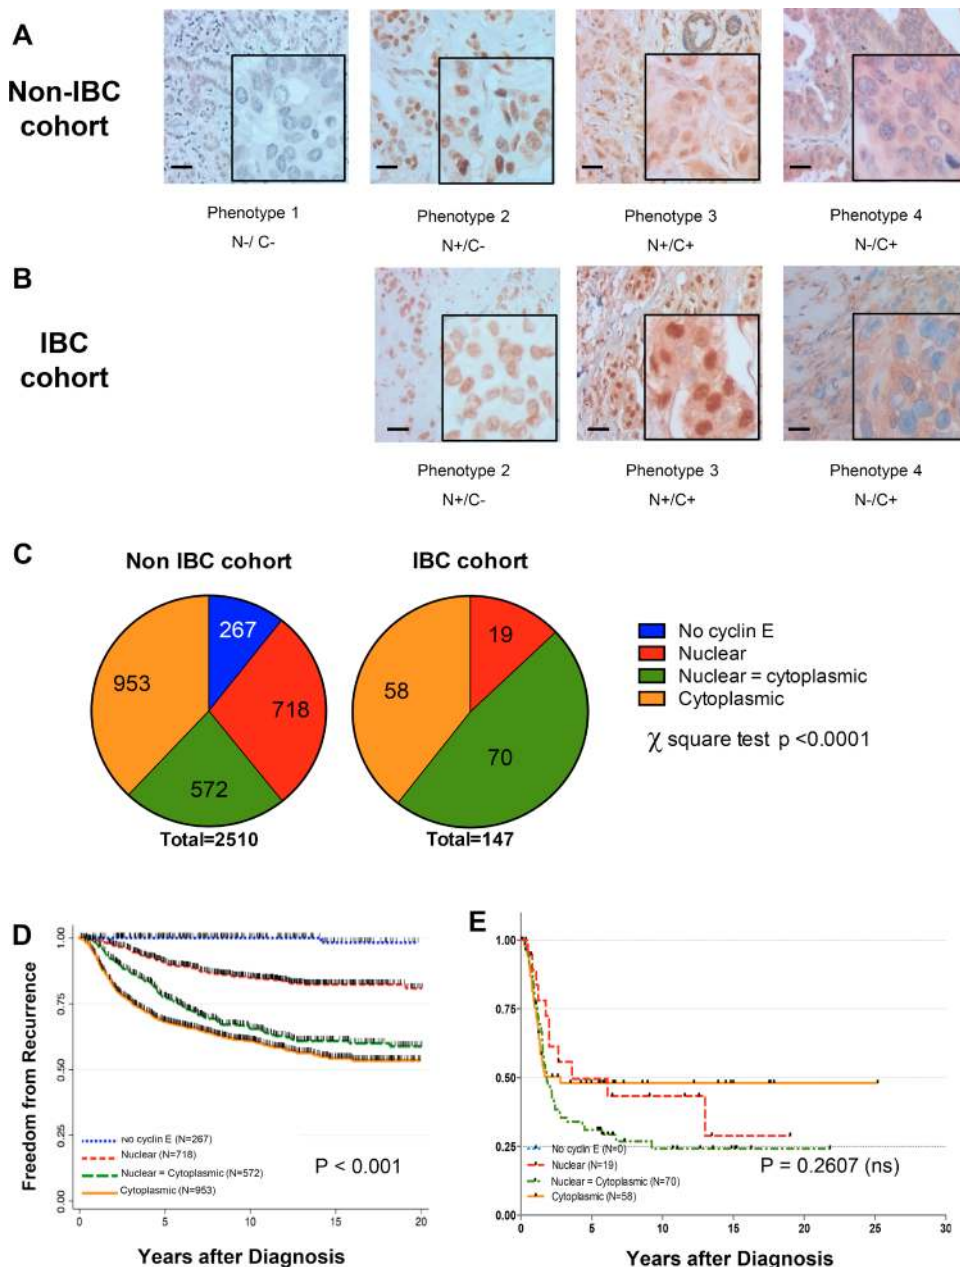 A
Non-IBC
cohort
Phenotype 1
N-/ C-
Phenotype 2
N+/C-
Phenotype 3
N+/C+
Phenotype 4
N-/C+
B
IBC
cohort
Phenotype 2
N+/C-
Phenotype 3
N+/C+
Phenotype 4
N-/C+
C
Non IBC cohort
267
718
572
953
Total=2510
IBC cohort
19
70
58
Total=147
No cyclin E
Nuclear
Nuclear = cytoplasmic
Cytoplasmic
χ square test p <0.0001
D
Freedom from Recurrence
1.00
0.75
0.50
0.25
0.00
No cyclin E (N=267)
Nuclear (N=718)
Nuclear = Cytoplasmic (N=572)
Cytoplasmic (N=953)
P < 0.001
0 5 10 15 20
Years after Diagnosis
E
1.00
0.75
0.50
0.25
0.00
No cyclin E (N=0)
Nuclear (N=19)
Nuclear = Cytoplasmic (N=70)
Cytoplasmic (N=58)
P = 0.2607 (ns)
0 5 10 15 20 25 30
Years after Diagnosis